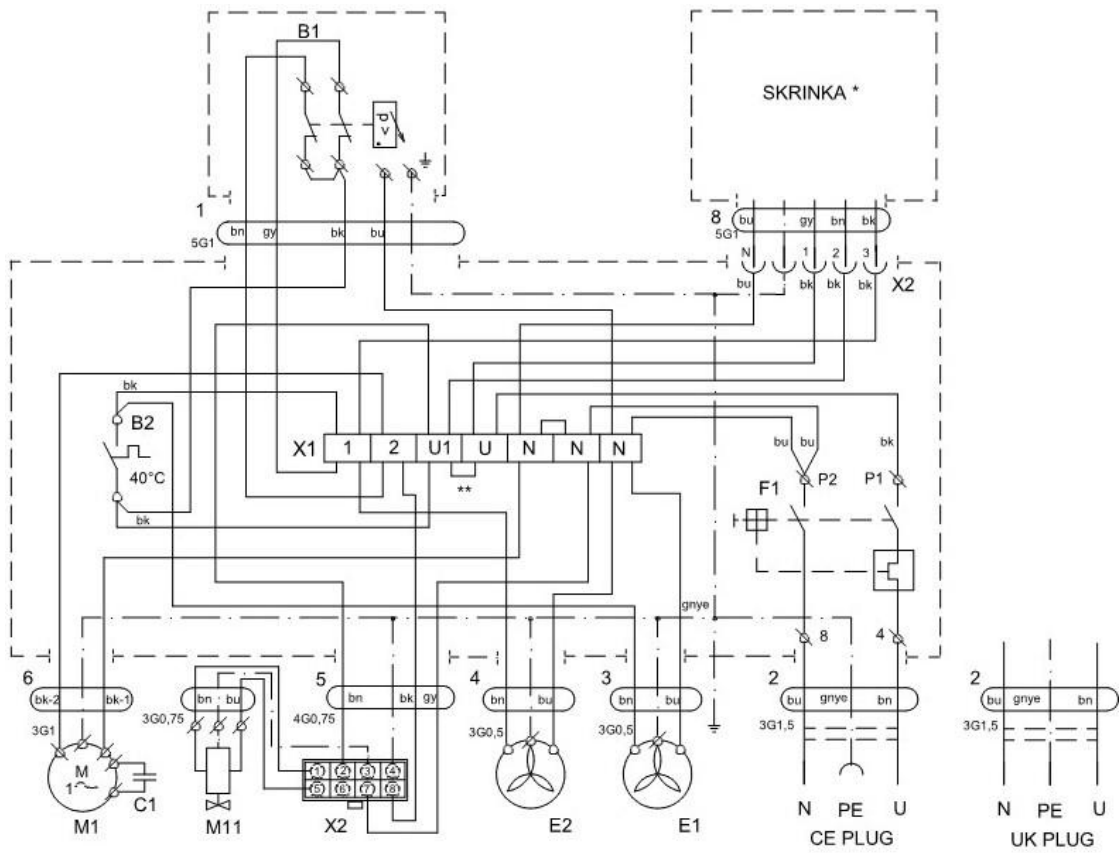 B1
SKRINKA *
p
>
1
bn
gy
bk
bu
5G1
8
bu
gy
bn
bk
5G1
N
1
2
3
X2
bu
bk
bk
bk
bk
B2
X1
1
2
U1
U
N
N
N
40°C
**
bk
bu
bu
bk
P2
P1
F1
gnye
8
4
6
bk-2
bk-1
3G1
bn
bu
3G0,75
5
bn
bk
gy
4G0,75
4
bn
bu
3G0,5
3
bn
bu
3G0,5
2
bu
gnye
bn
3G1,5
2
bu
gnye
bn
3G1,5
M
1~
C1
M1
M11
1
2
3
4
5
6
7
8
X2
E2
E1
N
PE
U
CE PLUG
N
PE
U
UK PLUG